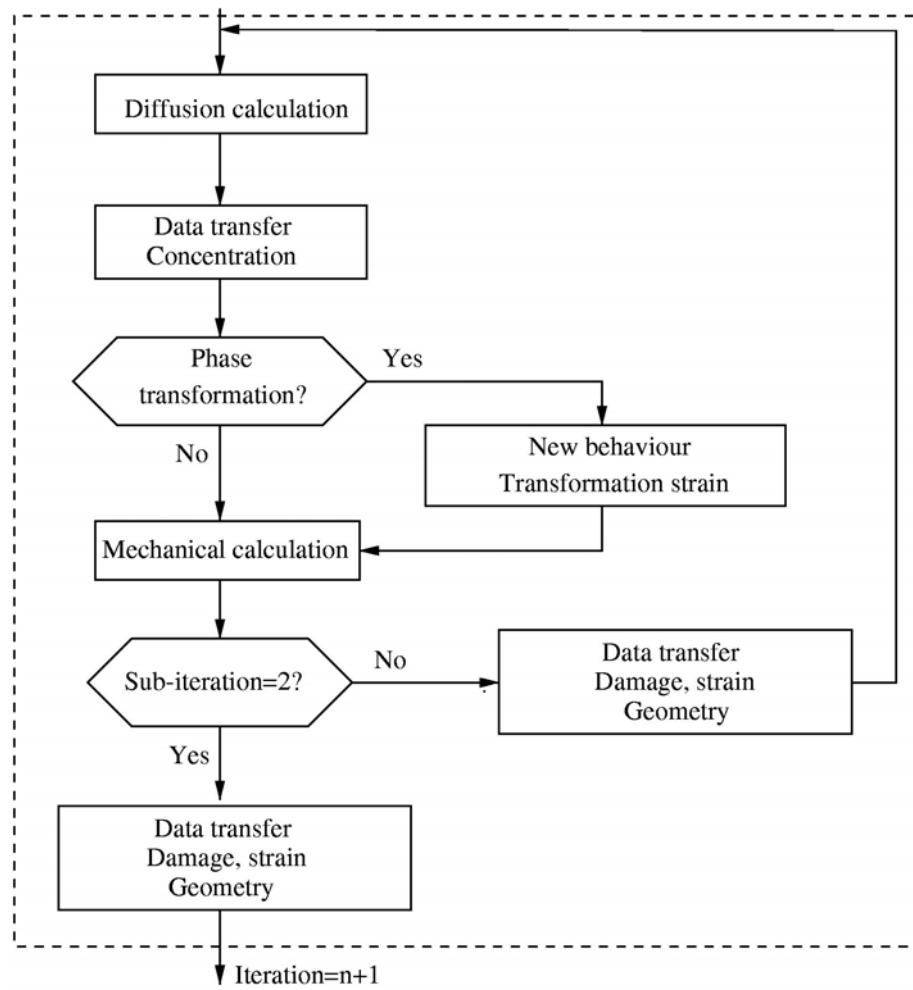 Diffusion calculation
Data transfer
Concentration
Phase
transformation?
Yes
No
New behaviour
Transformation strain
Mechanical calculation
Sub-iteration=2?
No
Data transfer
Damage, strain
Geometry
Yes
Data transfer
Damage, strain
Geometry
Iteration=n+1